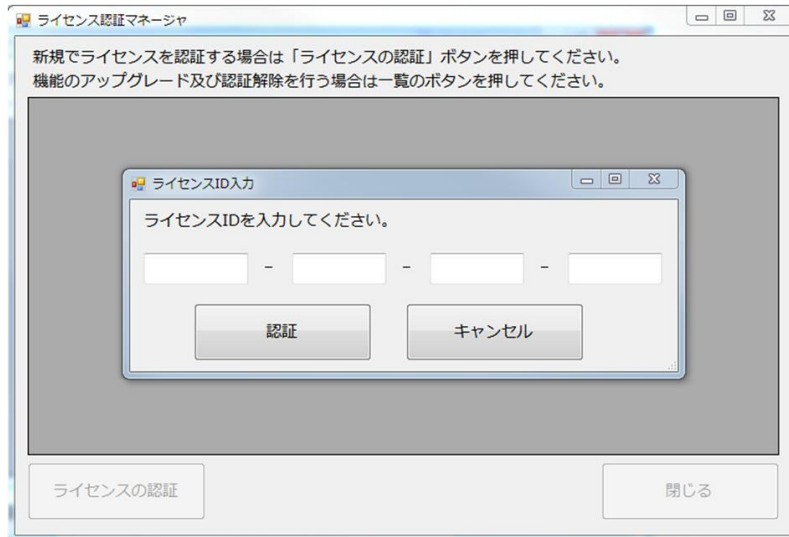 ライセンス認証マネージャ
新規でライセンスを認証する場合は「ライセンスの認証」ボタンを押してください。
機能のアップグレード及び認証解除を行う場合は一覧のボタンを押してください。
ライセンスID入力
ライセンスIDを入力してください。
- - -
認証 キャンセル
ライセンスの認証 閉じる